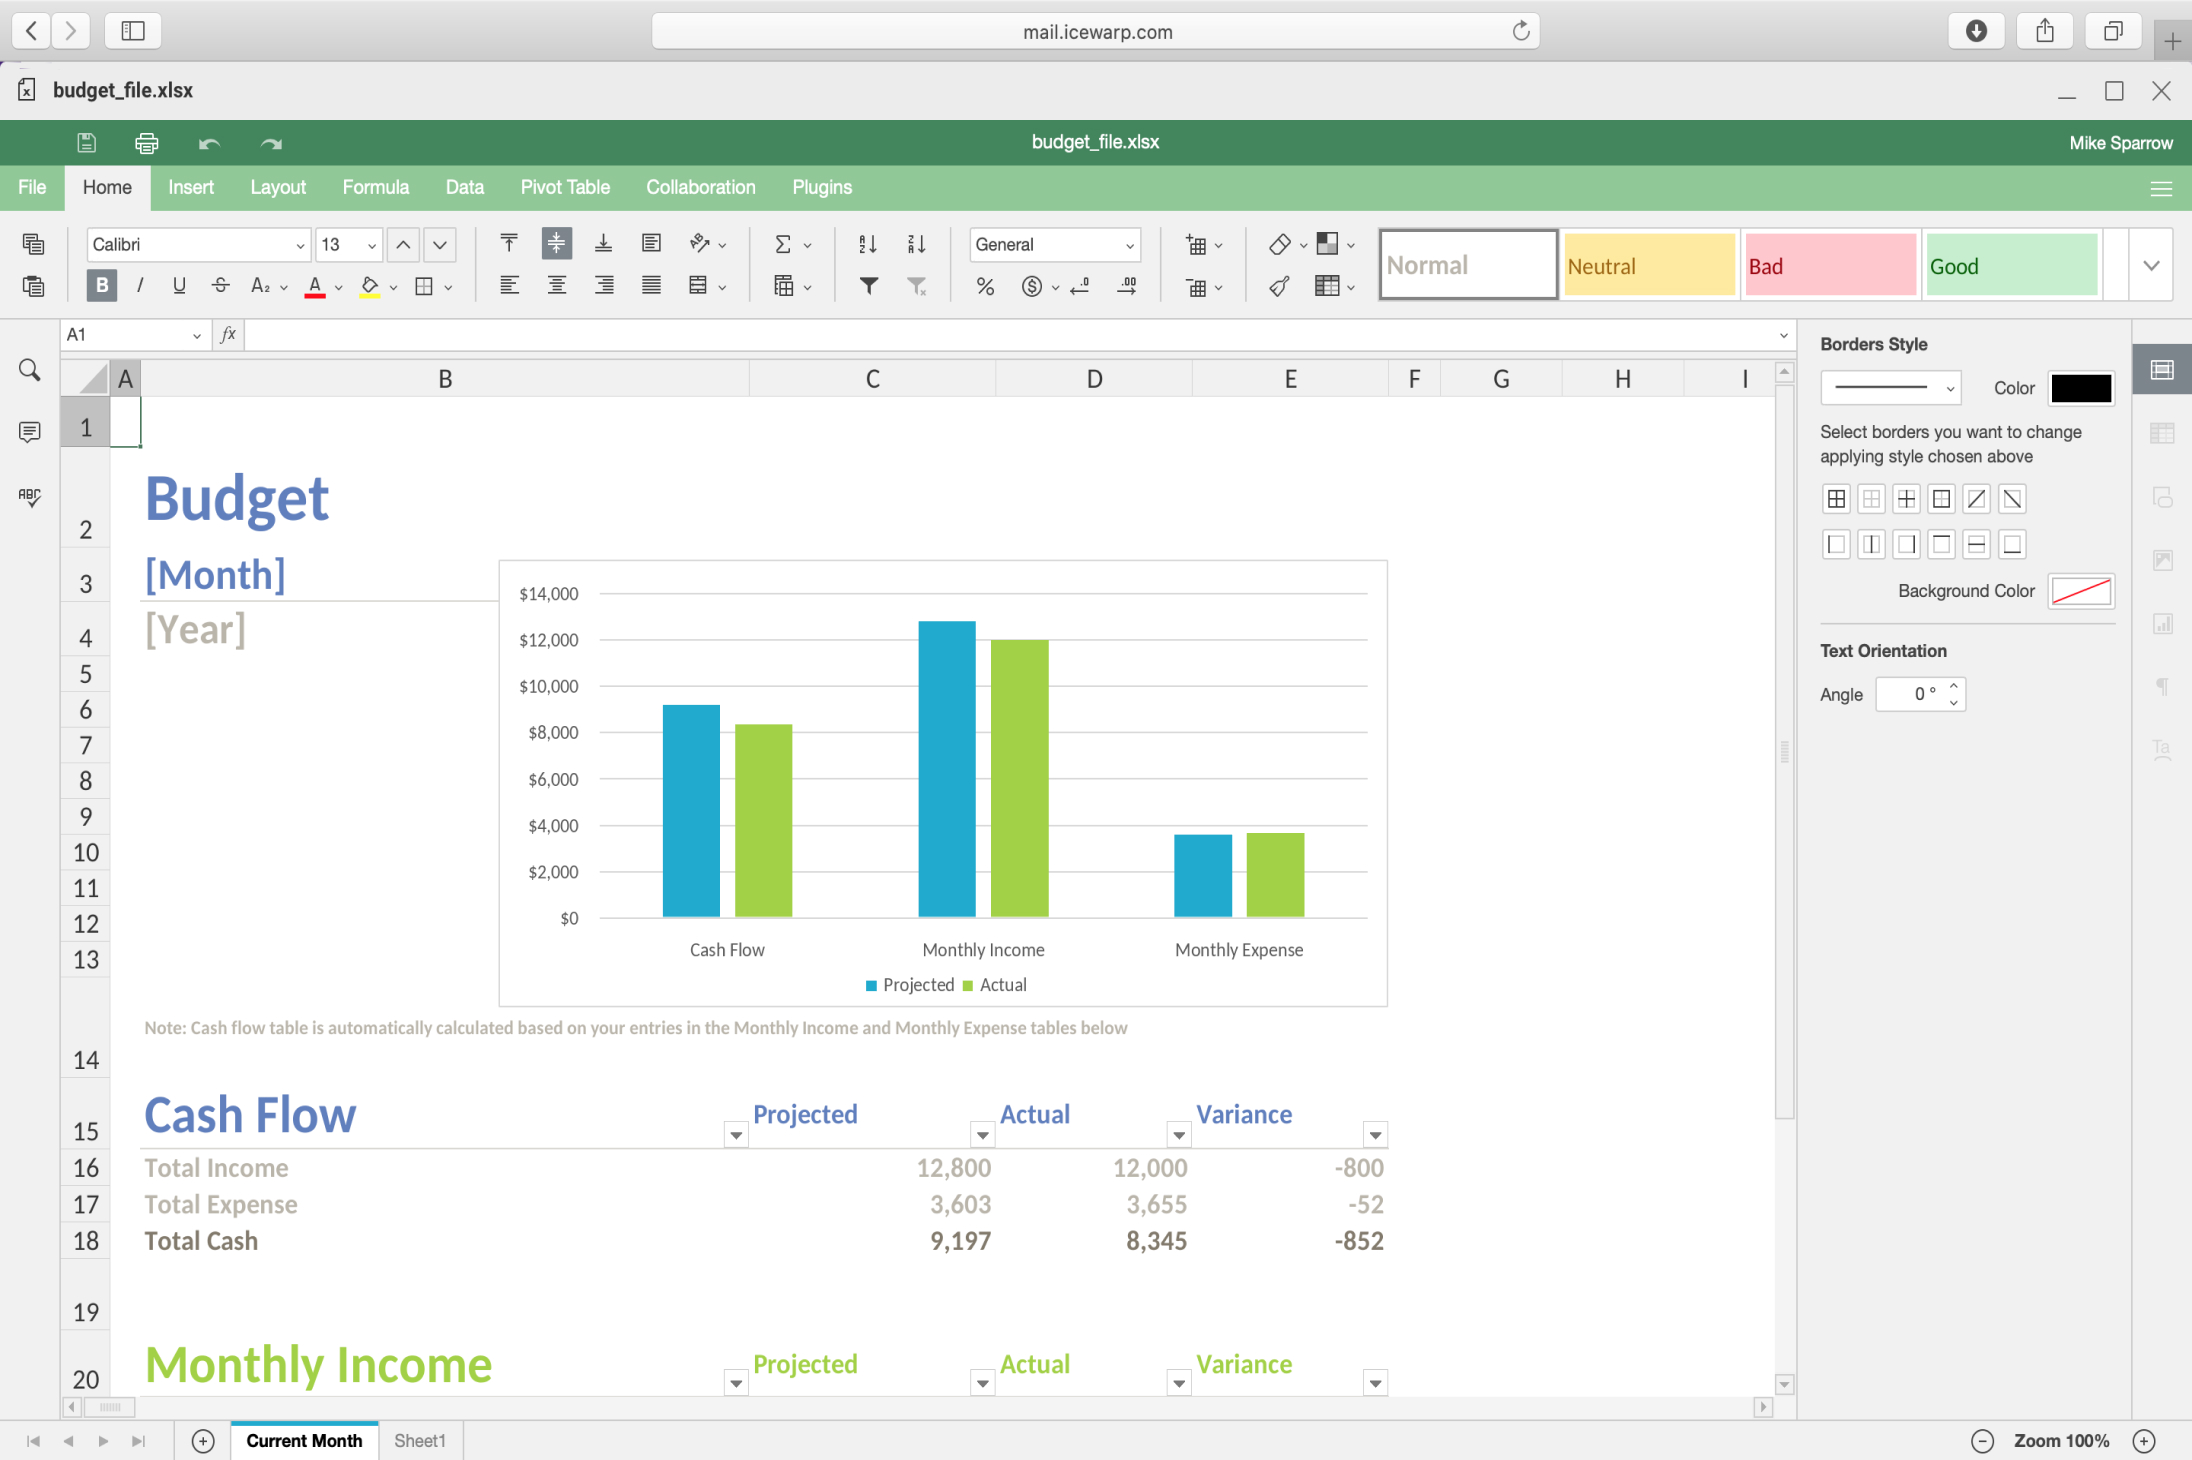 mail.icewarp.com
budget_file.xlsx
budget_file.xlsx
Mike Sparrow
File Home Insert Layout Formula Data Pivot Table Collaboration Plugins
Calibri 13 General
Normal Neutral Bad Good
A1 fx
A B C D E F G H I
1
2 Budget
3 [Month]
4 [Year]
5
6
7
8
9
10
11
12
13
$14,000
$12,000
$10,000
$8,000
$6,000
$4,000
$2,000
$0
Cash Flow Monthly Income Monthly Expense
Projected Actual
14 Note: Cash flow table is automatically calculated based on your entries in the Monthly Income and Monthly Expense tables below
15 Cash Flow Projected Actual Variance
16 Total Income 12,800 12,000 -800
17 Total Expense 3,603 3,655 -52
18 Total Cash 9,197 8,345 -852
19
20 Monthly Income Projected Actual Variance
Borders Style
Color
Select borders you want to change
applying style chosen above
Background Color
Text Orientation
Angle 0 °
Current Month Sheet1
Zoom 100%